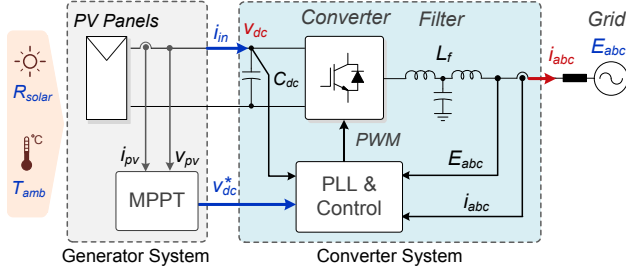 PV Panels
Converter
Filter
Grid
i_in
v_dc
i_abc
E_abc
L_f
C_dc
R_solar
°C
T_amb
i_pv
v_pv
PWM
E_abc
MPPT
v_dc*
PLL &
Control
i_abc
Generator System
Converter System